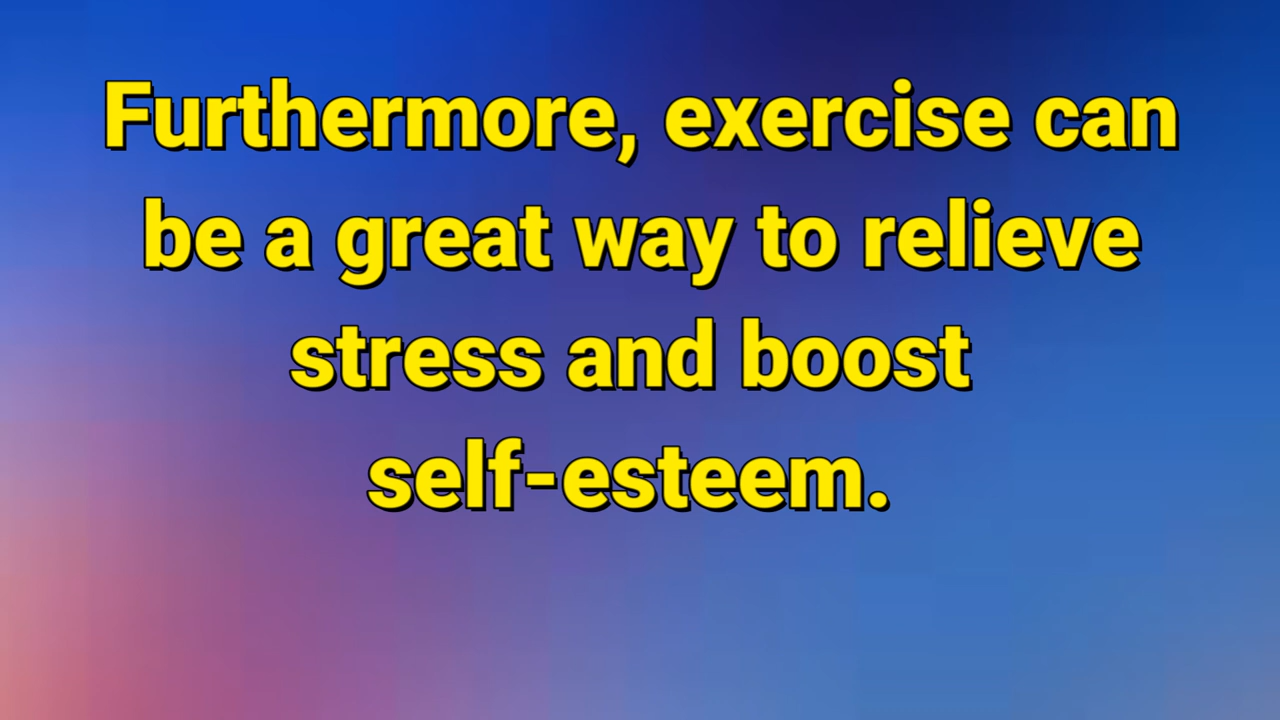 Furthermore, exercise can
be a great way to relieve
stress and boost
self-esteem.